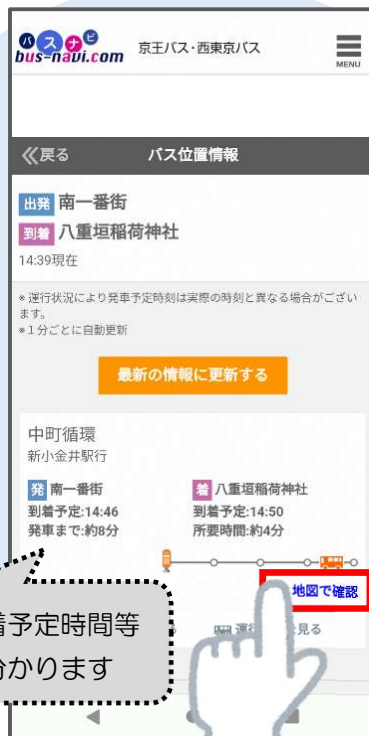 バスナビ
bus-navi.com 京王バス・西東京バス
MENU
≪戻る バス位置情報
出発 南一番街
到着 八重垣稲荷神社
14:39現在
* 運行状況により発車予定時刻は実際の時刻と異なる場合がござい
ます。
*1分ごとに自動更新
最新の情報に更新する
中町循環
新小金井駅行
発 南一番街 着 八重垣稲荷神社
到着予定:14:46 到着予定:14:50
発車まで:約8分 所要時間:約4分
地図で確認
着予定時間等
分かります
運行 見る